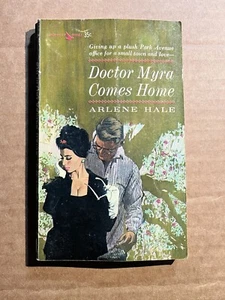 Giving up a plush Park Avenue
office for a small town and love—
Doctor Myra
Comes Home
ARLENE HALE